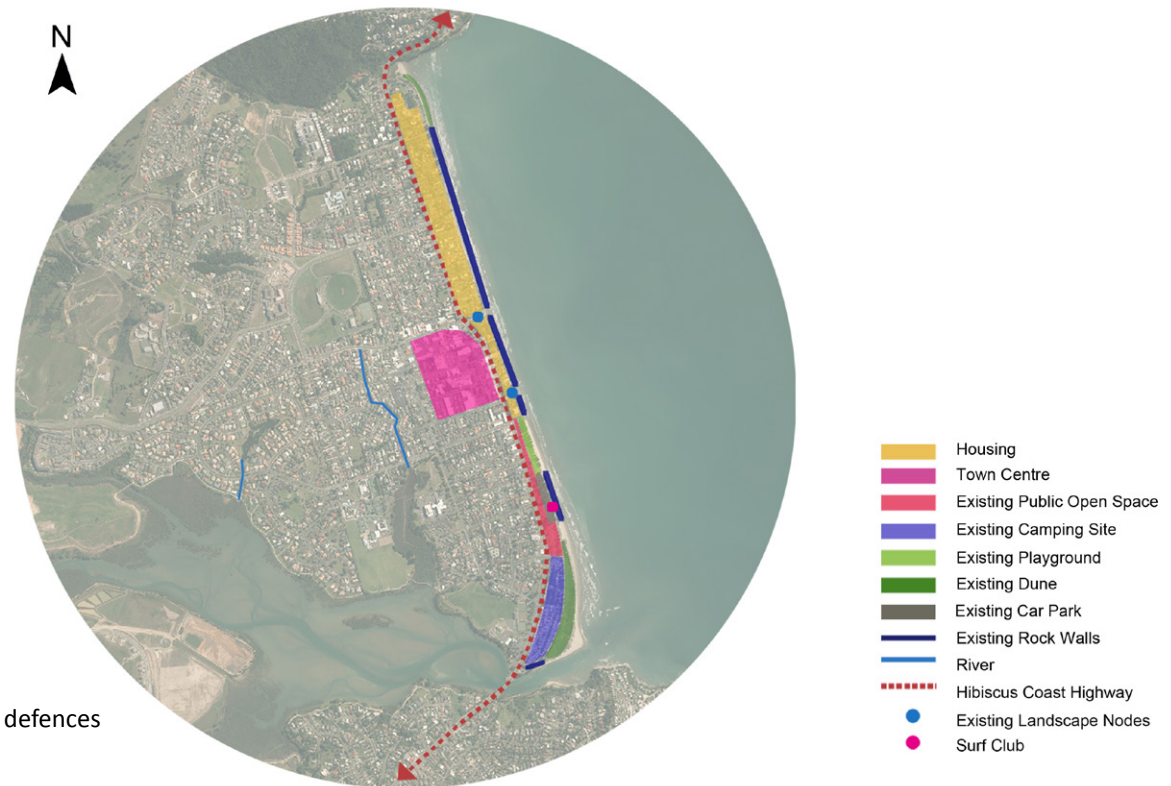 N
Housing
Town Centre
Existing Public Open Space
Existing Camping Site
Existing Playground
Existing Dune
Existing Car Park
Existing Rock Walls
River
Hibiscus Coast Highway
Existing Landscape Nodes
Surf Club
defences